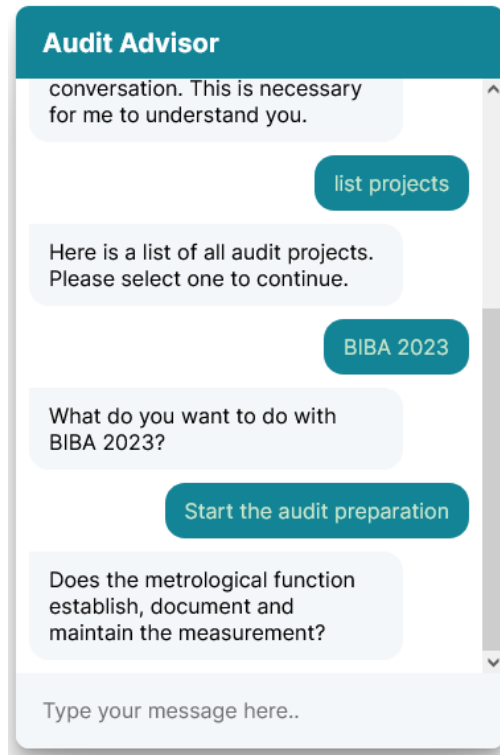 Audit Advisor
conversation. This is necessary
for me to understand you.
list projects
Here is a list of all audit projects.
Please select one to continue.
BIBA 2023
What do you want to do with
BIBA 2023?
Start the audit preparation
Does the metrological function
establish, document and
maintain the measurement?
Type your message here..